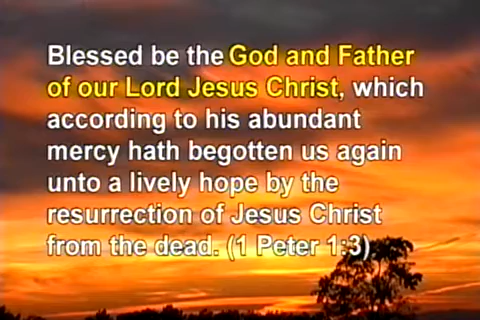 Blessed be the God and Father
of our Lord Jesus Christ, which
according to his abundant
mercy hath begotten us again
unto a lively hope by the
resurrection of Jesus Christ
from the dead. (1 Peter 1:3)